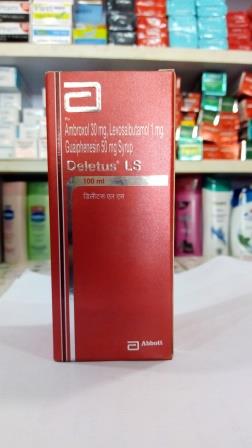 Rx
Ambroxol 30 mg, Levosalbutamol 1 mg
Guaiphenesin 50 mg Syrup
Deletus LS
100 ml
डिलीटस एल एस
Abbott